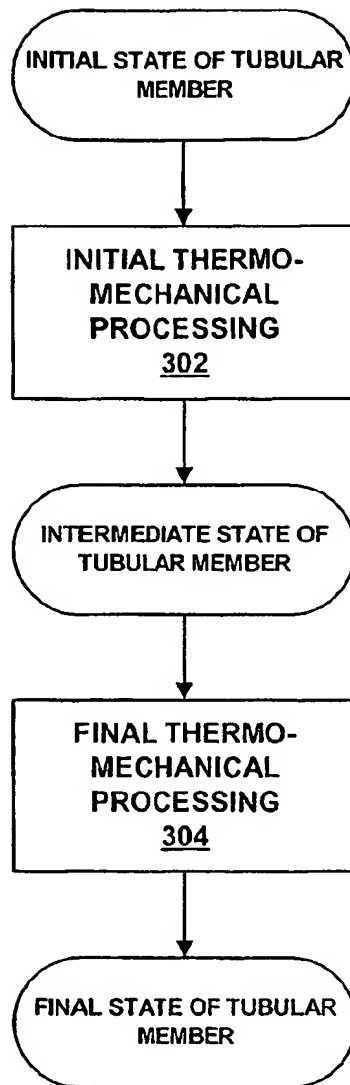 INITIAL STATE OF TUBULAR
MEMBER
INITIAL THERMO-
MECHANICAL
PROCESSING
302
INTERMEDIATE STATE OF
TUBULAR MEMBER
FINAL THERMO-
MECHANICAL
PROCESSING
304
FINAL STATE OF TUBULAR
MEMBER